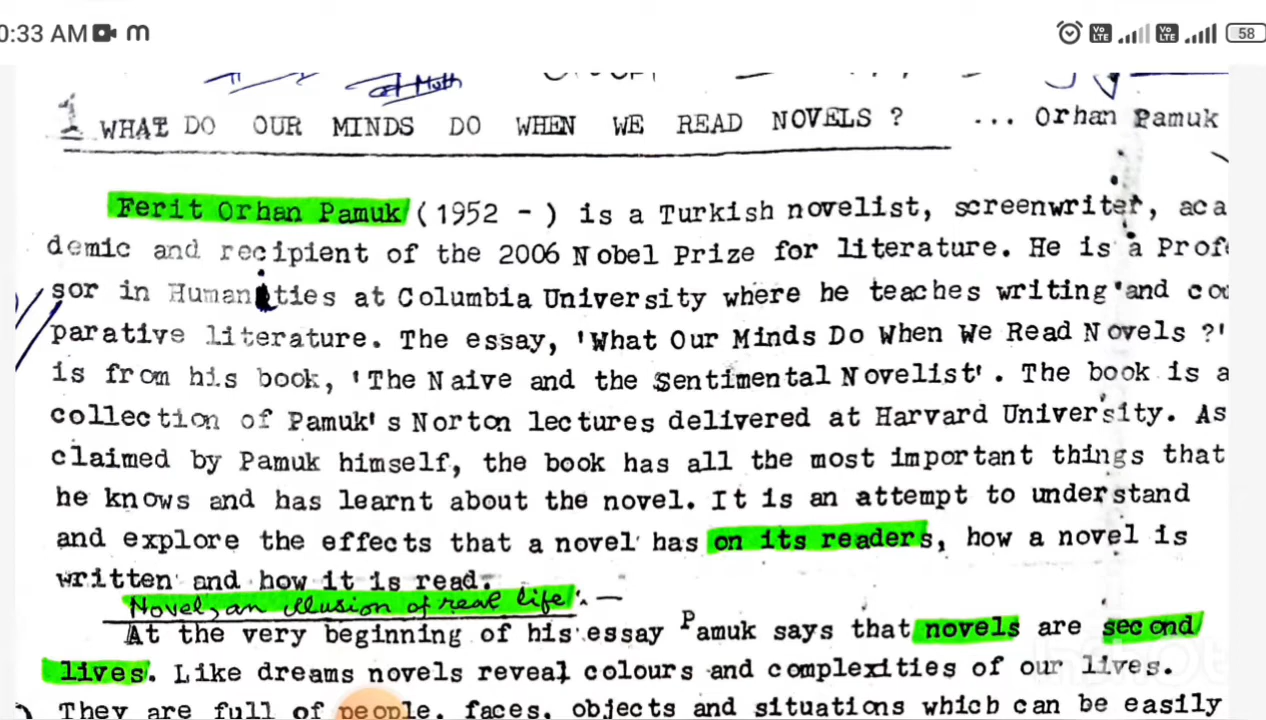 0:33 AM m 58
WHAT DO OUR MINDS DO WHEN WE READ NOVELS ? ... Orhan Pamuk
Ferit Orhan Pamuk (1952 - ) is a Turkish novelist, screenwriter, aca
demic and recipient of the 2006 Nobel Prize for literature. He is a Prof
sor in Humanities at Columbia University where he teaches writing and co
parative literature. The essay, 'What Our Minds Do When We Read Novels ?'
is from his book, 'The Naive and the Sentimental Novelist'. The book is a
collection of Pamuk's Norton lectures delivered at Harvard University. As
claimed by Pamuk himself, the book has all the most important things that
he knows and has learnt about the novel. It is an attempt to understand
and explore the effects that a novel has on its readers, how a novel is
written and how it is read.
Novel, an illusion of real life :—
At the very beginning of his essay Pamuk says that novels are second
lives. Like dreams novels reveal colours and complexities of our lives.
They are full of people, faces, objects and situations which can be easily